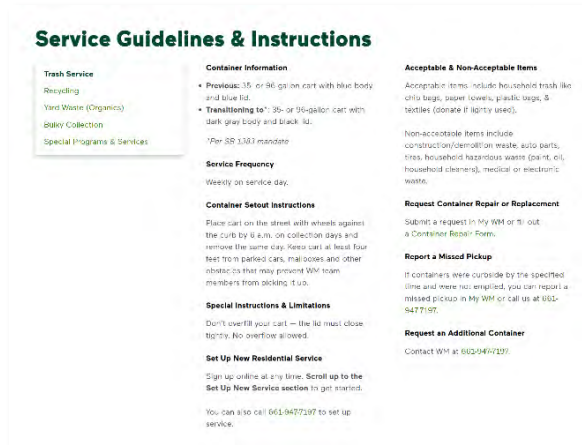 Service Guidelines & Instructions
Trash Service
Recycling
Yard Waste (Organics)
Bulky Collection
Special Programs & Services
Container Information
• Previous: 35- or 96 gallon cart with blue body
and blue lid.
• Transitioning to*: 35- or 96-gallon cart with
dark gray body and black lid.
*Per SB 1383 mandate
Service Frequency
Weekly on service day.
Container Setout Instructions
Place cart on the street with wheels against
the curb by 6 a.m. on collection days and
remove the same day. Keep cart at least four
feet from parked cars, mailboxes and other
obstacles that may prevent WM team
members from picking it up.
Special Instructions & Limitations
Don't overfill your cart — the lid must close
tightly. No overflow allowed.
Set Up New Residential Service
Sign up online at any time. Scroll up to the
Set Up New Service section to get started.
You can also call 661-947-7197 to set up
service.
Acceptable & Non-Acceptable Items
Acceptable items include household trash like
chip bags, paper towels, plastic bags, &
textiles (donate if lightly used).
Non-acceptable items include
construction/demolition waste, auto parts,
tires, household hazardous waste (paint, oil,
household cleaners), medical or electronic
waste.
Request Container Repair or Replacement
Submit a request in My WM or fill out
a Container Repair Form.
Report a Missed Pickup
If containers were curbside by the specified
time and were not emptied, you can report a
missed pickup in My WM or call us at 661-
947-7197.
Request an Additional Container
Contact WM at 661-947-7197.